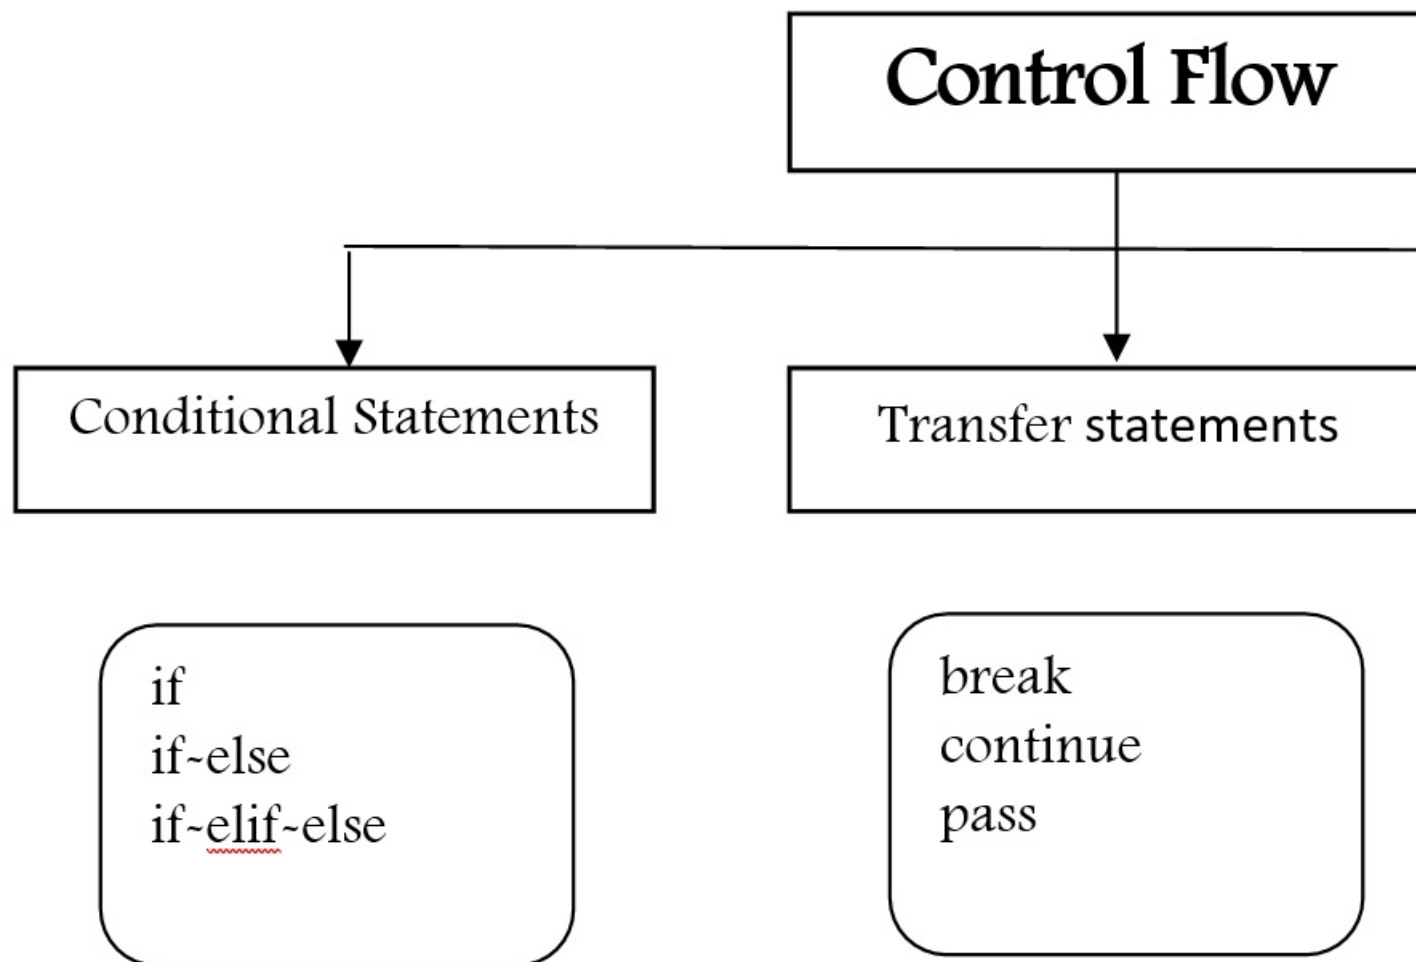 Control Flow
Conditional Statements
Transfer statements
if
if-else
if-elif-else
break
continue
pass